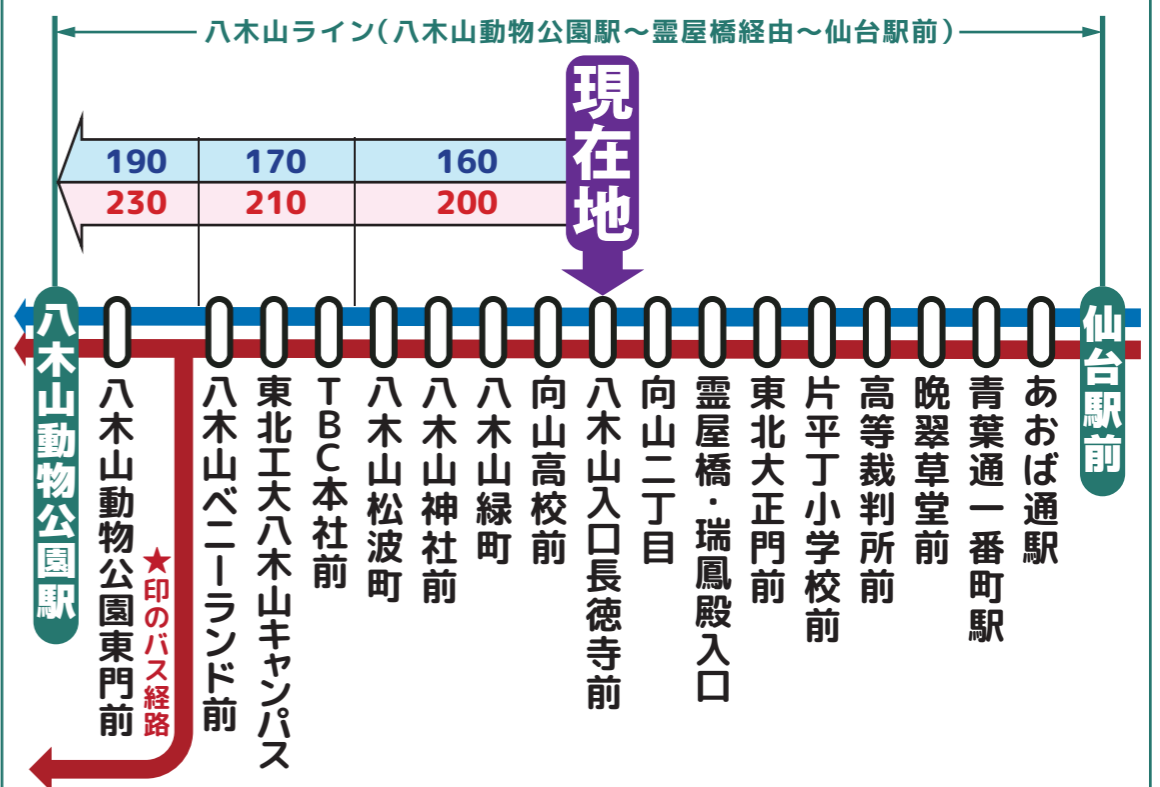 八木山ライン(八木山動物公園駅～霊屋橋経由～仙台駅前)
現在地
190
170
160
230
210
200
八木山動物公園駅
八木山動物公園東門前
★印のバス経路
八木山ベニーランド前
東北工大八木山キャンパス
TBC本社前
八木山松波町
八木山神社前
八木山緑町
向山高校前
八木山入口長徳寺前
向山二丁目
霊屋橋・瑞鳳殿入口
東北大正門前
片平丁小学校前
高等裁判所前
晩翠草堂前
青葉通一番町駅
あおば通駅
仙台駅前